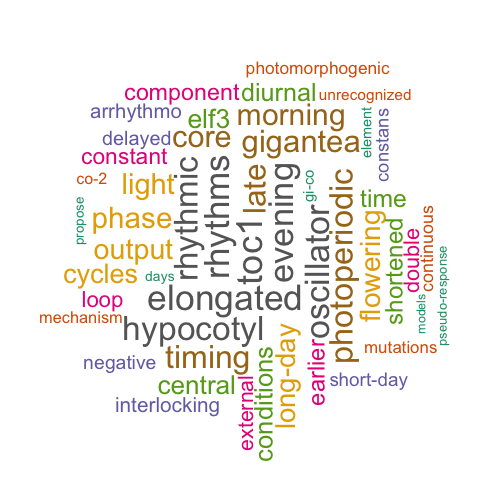 photomorphogenic
component diurnal unrecognized
arrhythmo elf3 morning element constans
delayed core gigantea
constant
co-2 light rhythmic rhythms toc1 late evening gi-co
propose phase oscillator photoperiodic time
output flowering shortened double continuous
cycles days
loop elongated models pseudo-response
mechanism hypocotyl
negative timing long-day earlier mutations
central conditions short-day
interlocking external